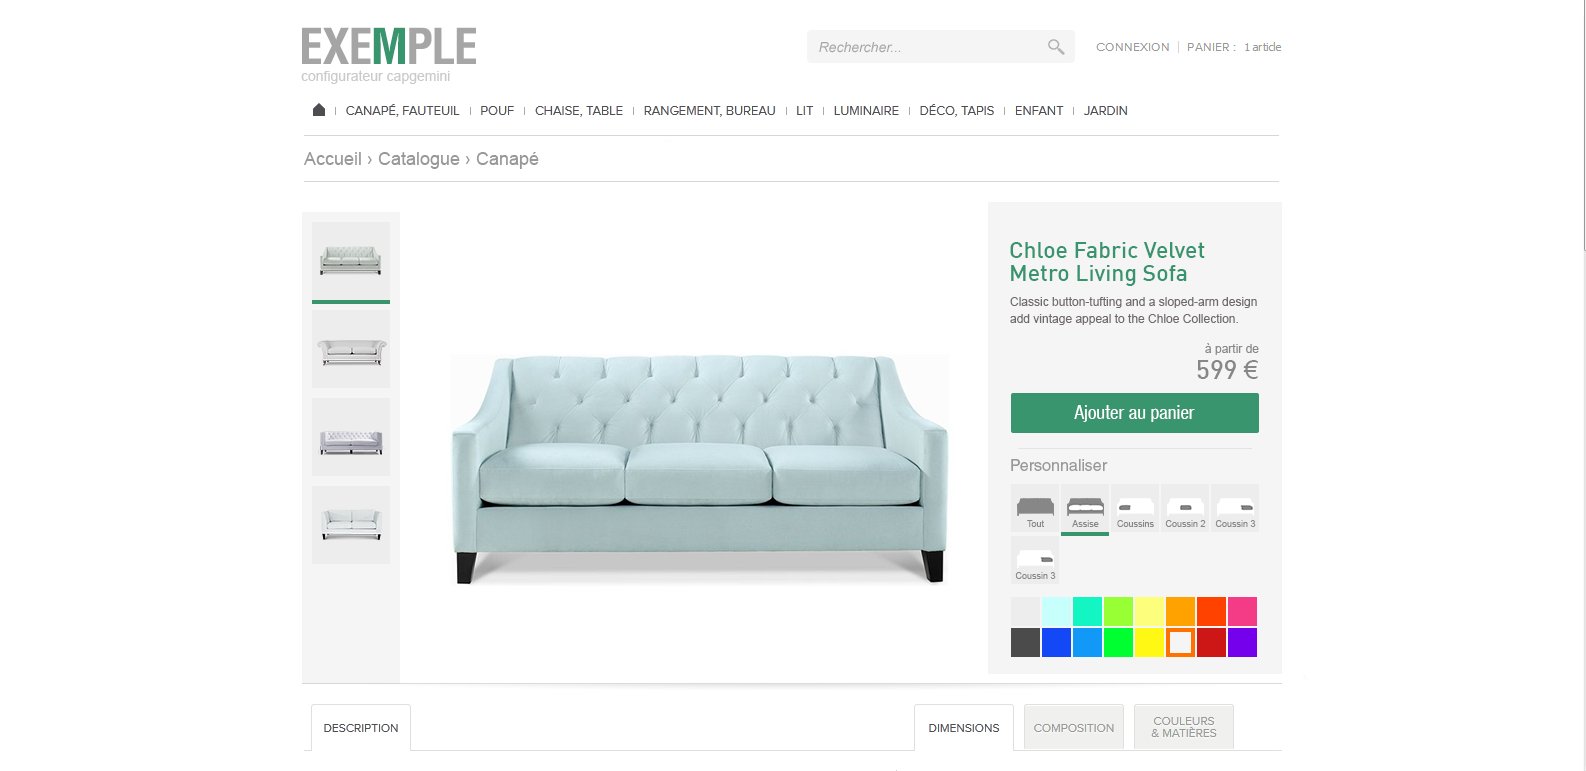 EXEMPLE
configurateur capgemini
Rechercher...
CONNEXION
PANIER : 1 article
CANAPÉ, FAUTEUIL
POUF
CHAISE, TABLE
RANGEMENT, BUREAU
LIT
LUMINAIRE
DÉCO, TAPIS
ENFANT
JARDIN
Accueil › Catalogue › Canapé
Chloe Fabric Velvet
Metro Living Sofa
Classic button-tufting and a sloped-arm design
add vintage appeal to the Chloe Collection.
à partir de
599 €
Ajouter au panier
Personnaliser
Tout
Assise
Coussins
Coussin 2
Coussin 3
Coussin 3
DESCRIPTION
DIMENSIONS
COMPOSITION
COULEURS
& MATIÈRES